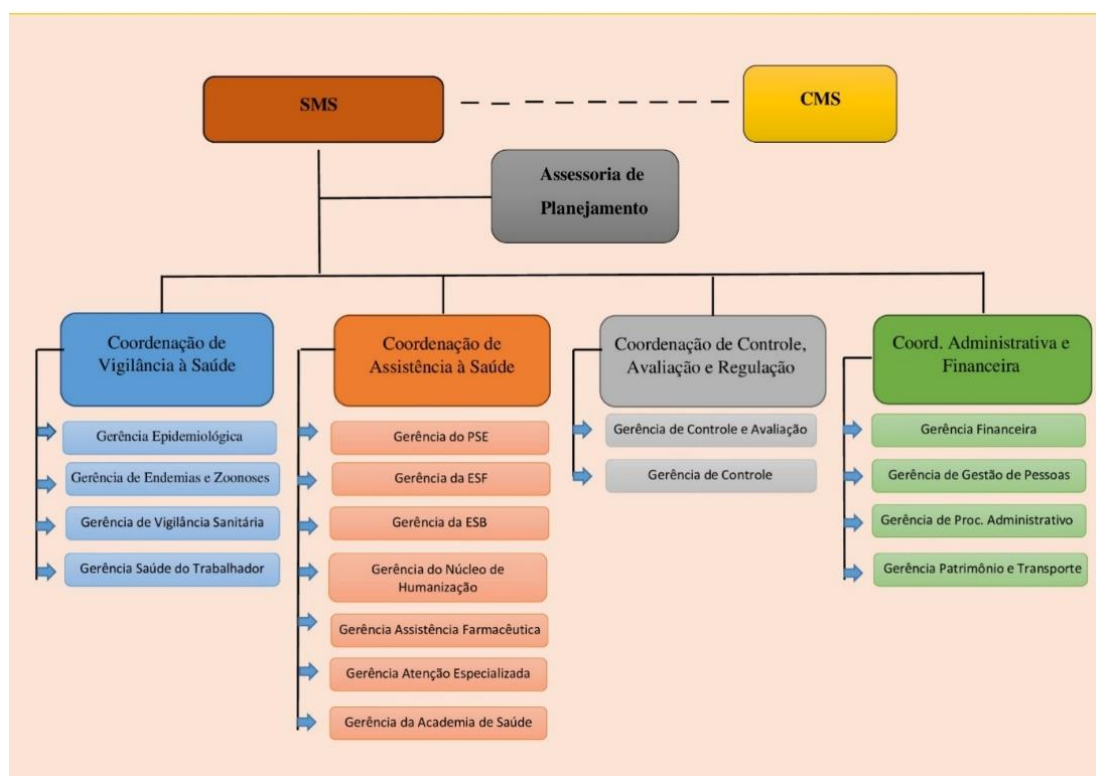 SMS
CMS
Assessoria de
Planejamento
Coordenação de
Vigilância à Saúde
Coordenação de
Assistência à Saúde
Coordenação de Controle,
Avaliação e Regulação
Coord. Administrativa e
Financeira
Gerência Epidemiológica
Gerência de Endemias e Zoonoses
Gerência de Vigilância Sanitária
Gerência Saúde do Trabalhador
Gerência do PSE
Gerência da ESF
Gerência da ESB
Gerência do Núcleo de
Humanização
Gerência Assistência Farmacêutica
Gerência Atenção Especializada
Gerência da Academia de Saúde
Gerência de Controle e Avaliação
Gerência de Controle
Gerência Financeira
Gerência de Gestão de Pessoas
Gerência de Proc. Administrativo
Gerência Patrimônio e Transporte